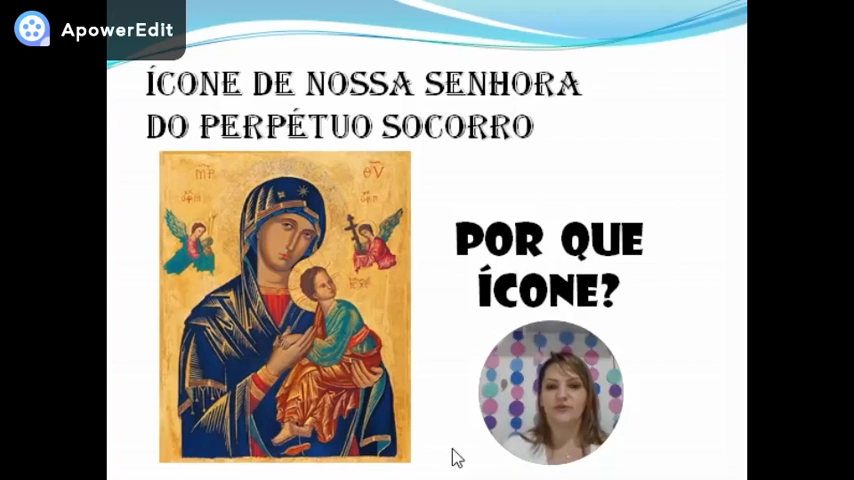 ApowerEdit
ÍCONE DE NOSSA SENHORA
DO PERPÉTUO SOCORRO
POR QUE
ÍCONE?